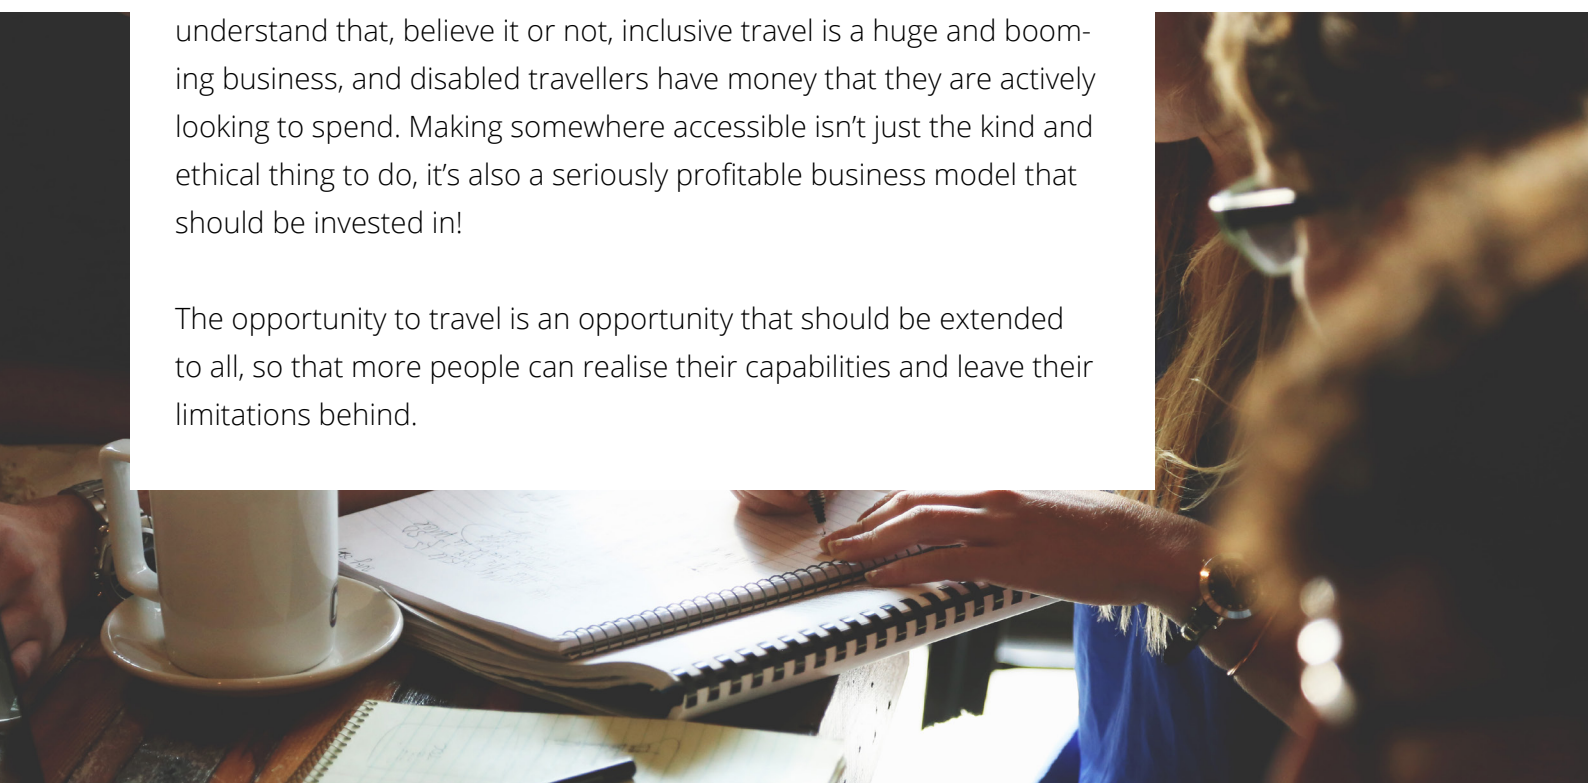 understand that, believe it or not, inclusive travel is a huge and boom-
ing business, and disabled travellers have money that they are actively
looking to spend. Making somewhere accessible isn’t just the kind and
ethical thing to do, it’s also a seriously profitable business model that
should be invested in!
The opportunity to travel is an opportunity that should be extended
to all, so that more people can realise their capabilities and leave their
limitations behind.